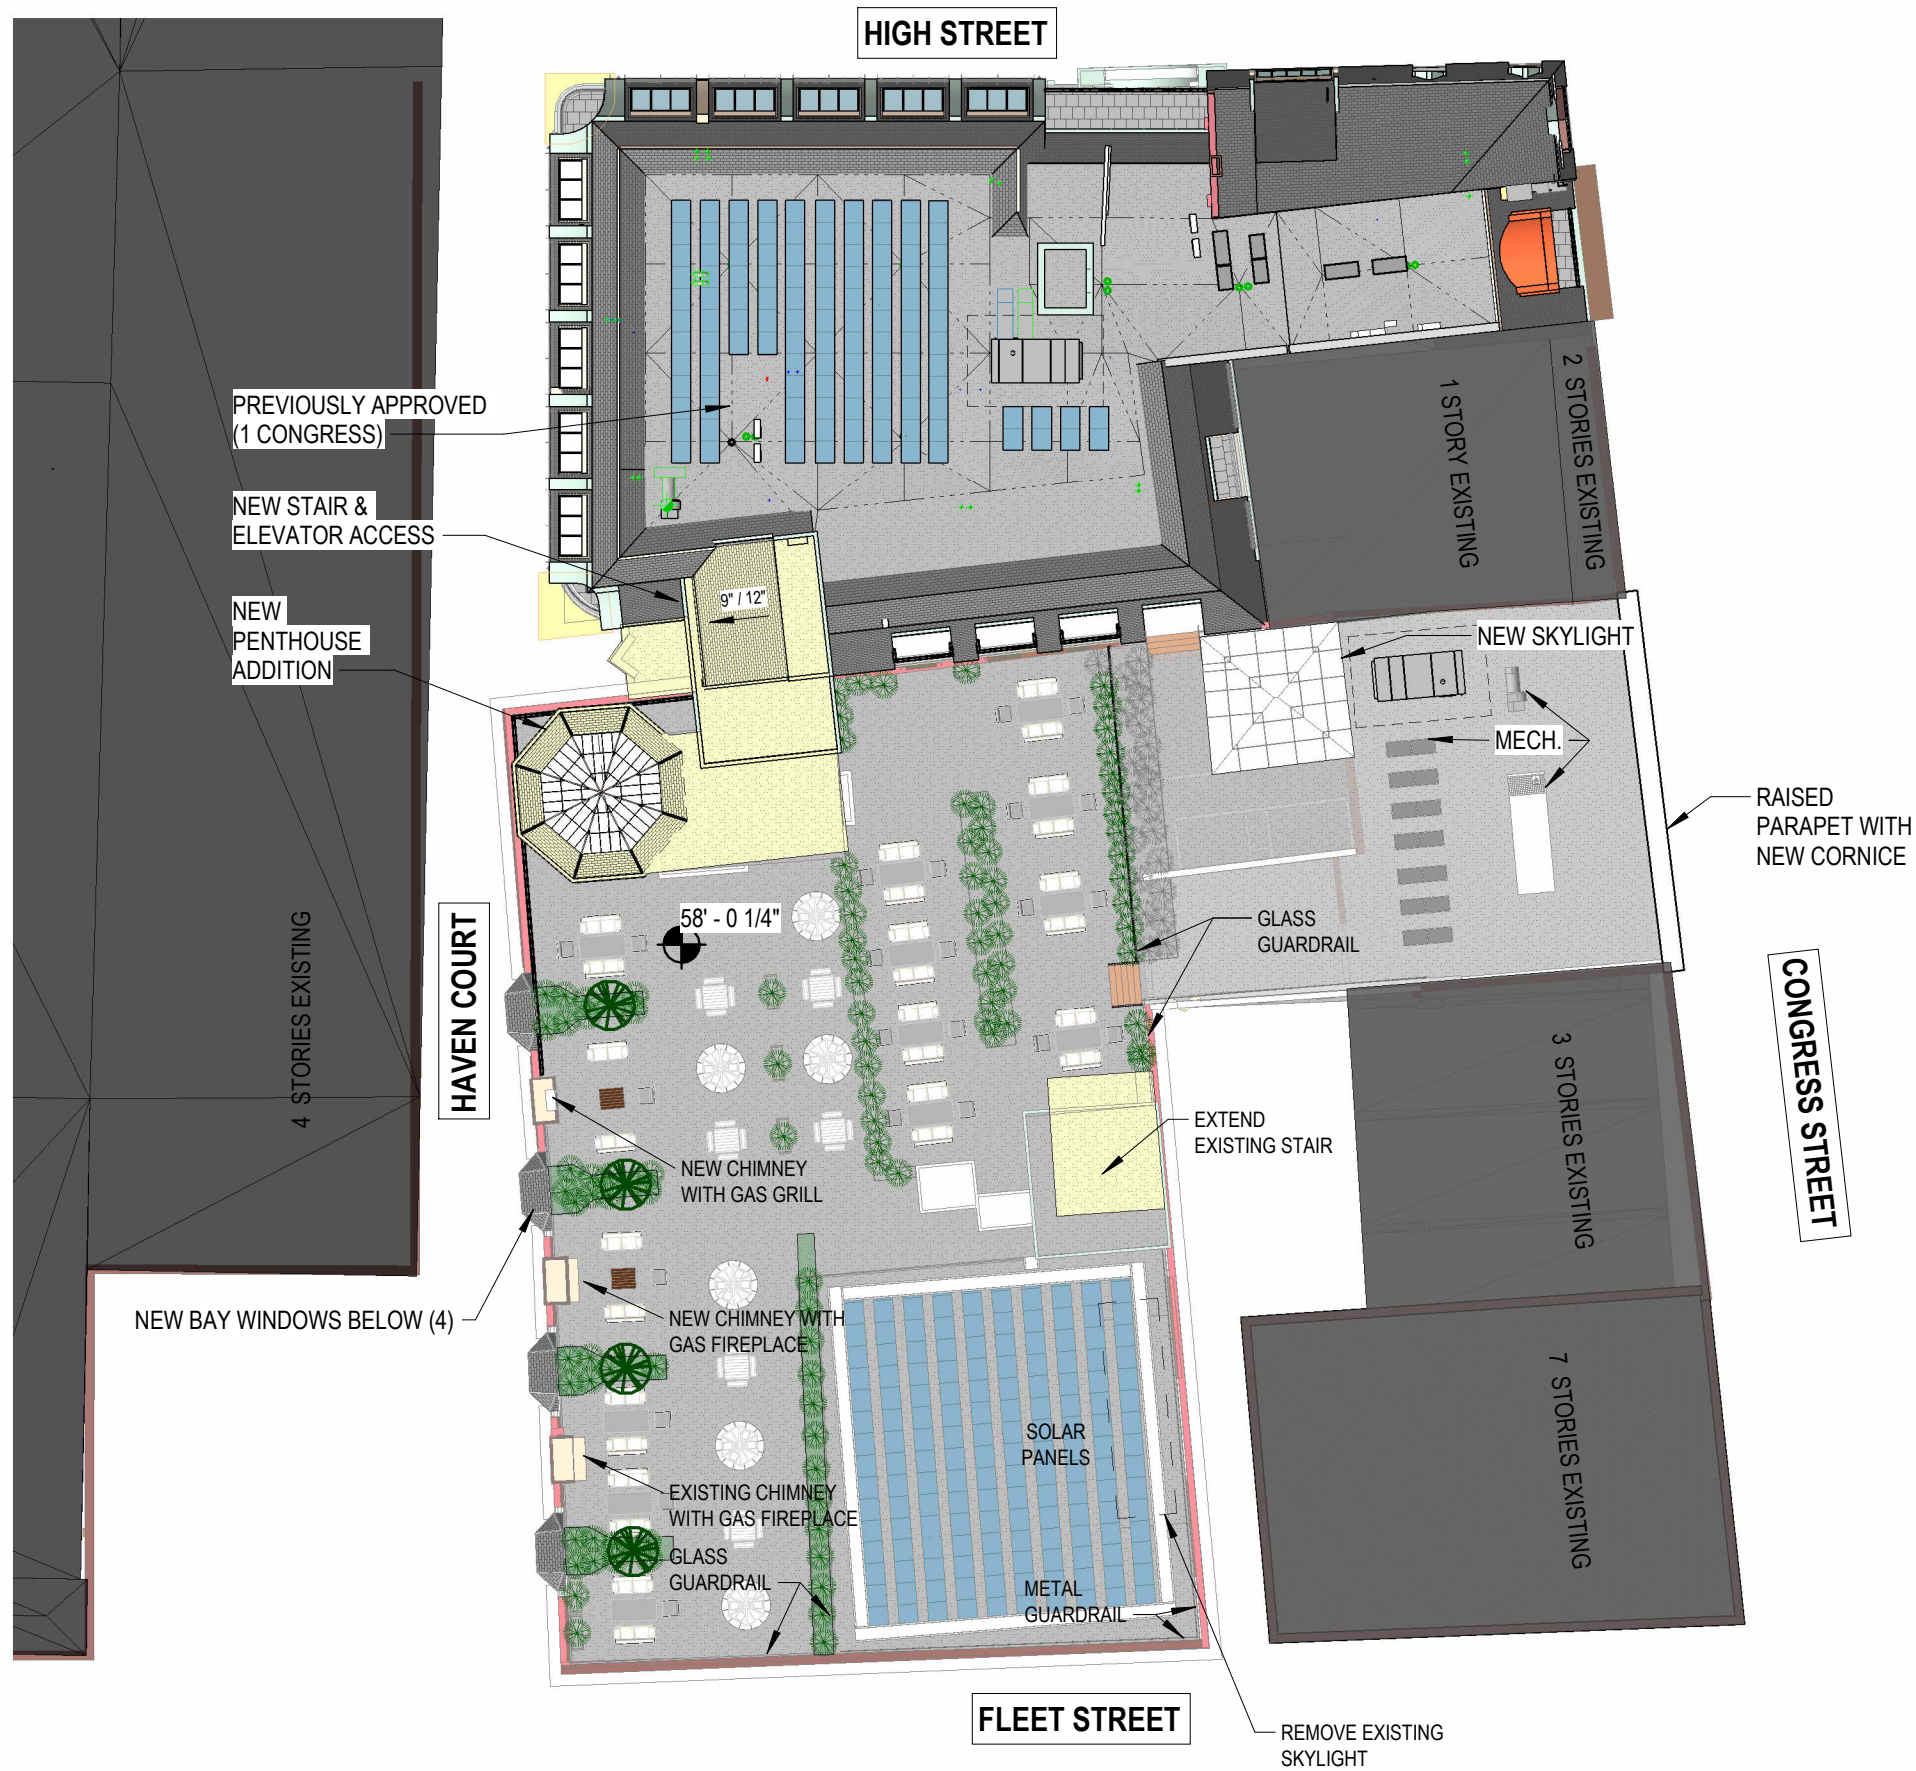 HIGH STREET
PREVIOUSLY APPROVED
(1 CONGRESS)
NEW STAIR &
ELEVATOR ACCESS
NEW
PENTHOUSE
ADDITION
9" / 12"
1 STORY EXISTING
2 STORIES EXISTING
NEW SKYLIGHT
MECH.
RAISED
PARAPET WITH
NEW CORNICE
58' - 0 1/4"
GLASS
GUARDRAIL
HAVEN COURT
4 STORIES EXISTING
CONGRESS STREET
3 STORIES EXISTING
EXTEND
EXISTING STAIR
NEW CHIMNEY
WITH GAS GRILL
NEW BAY WINDOWS BELOW (4)
NEW CHIMNEY WITH
GAS FIREPLACE
7 STORIES EXISTING
SOLAR
PANELS
EXISTING CHIMNEY
WITH GAS FIREPLACE
GLASS
GUARDRAIL
METAL
GUARDRAIL
FLEET STREET
REMOVE EXISTING
SKYLIGHT